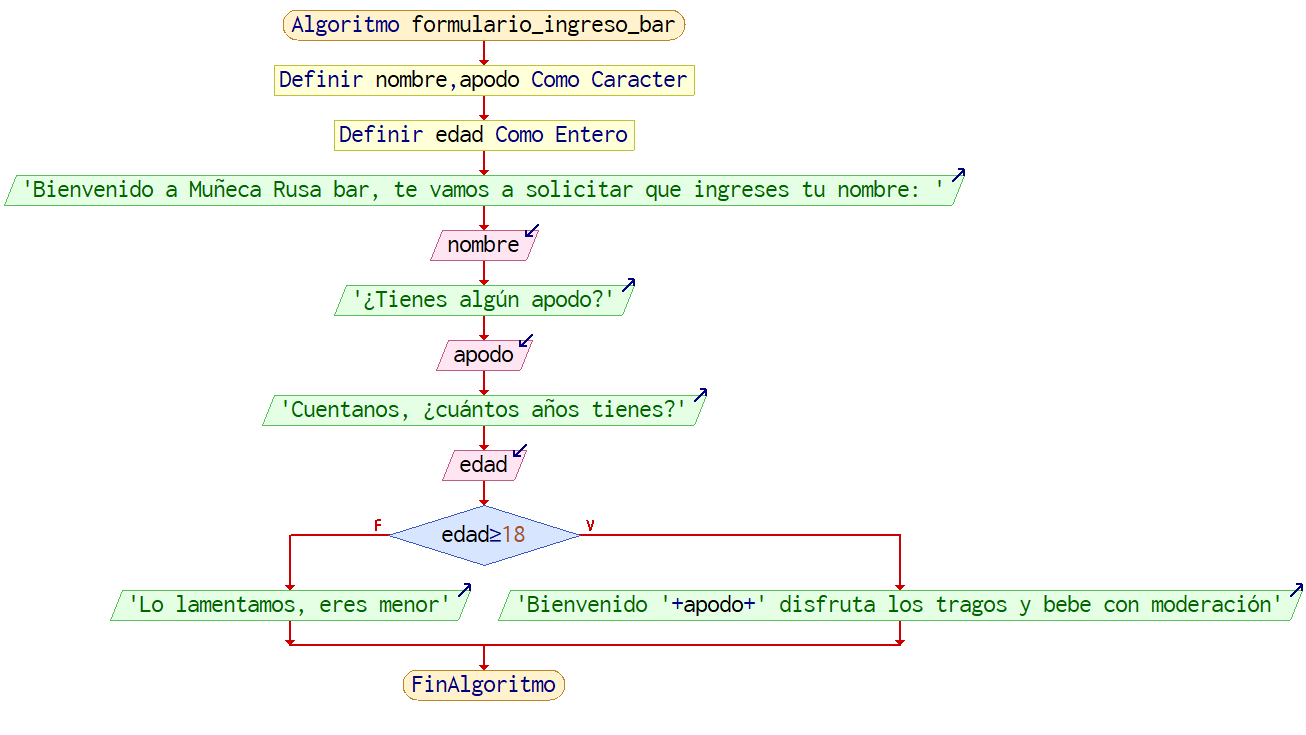 Algoritmo formulario_ingreso_bar
Definir nombre,apodo Como Caracter
Definir edad Como Entero
'Bienvenido a Muñeca Rusa bar, te vamos a solicitar que ingreses tu nombre: '
nombre
'¿Tienes algún apodo?'
apodo
'Cuentanos, ¿cuántos años tienes?'
edad
F
edad≥18
V
'Lo lamentamos, eres menor'
'Bienvenido '+apodo+' disfruta los tragos y bebe con moderación'
FinAlgoritmo